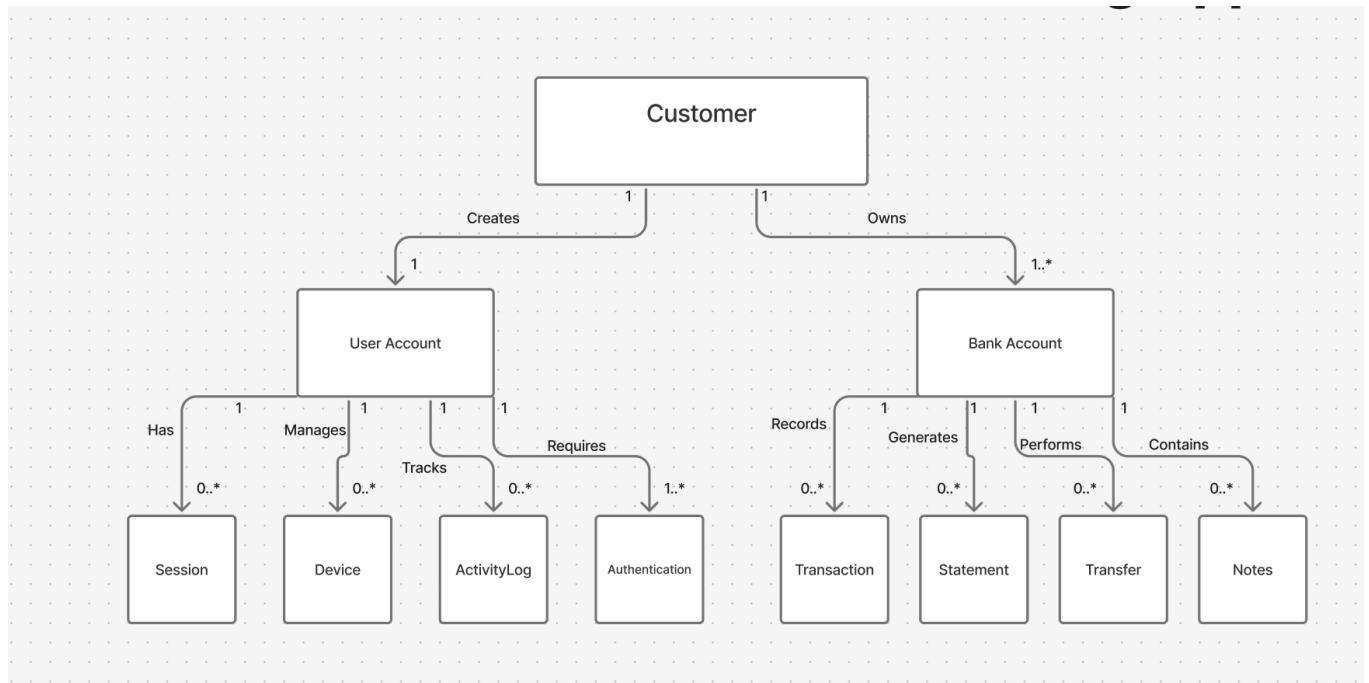 Customer
1
1
Creates
Owns
1
1..*
User Account
Bank Account
1
1
1
1
1
1
1
1
Has
Manages
Tracks
Requires
Records
Generates
Performs
Contains
0..*
0..*
0..*
1..*
0..*
0..*
0..*
0..*
Session
Device
ActivityLog
Authentication
Transaction
Statement
Transfer
Notes